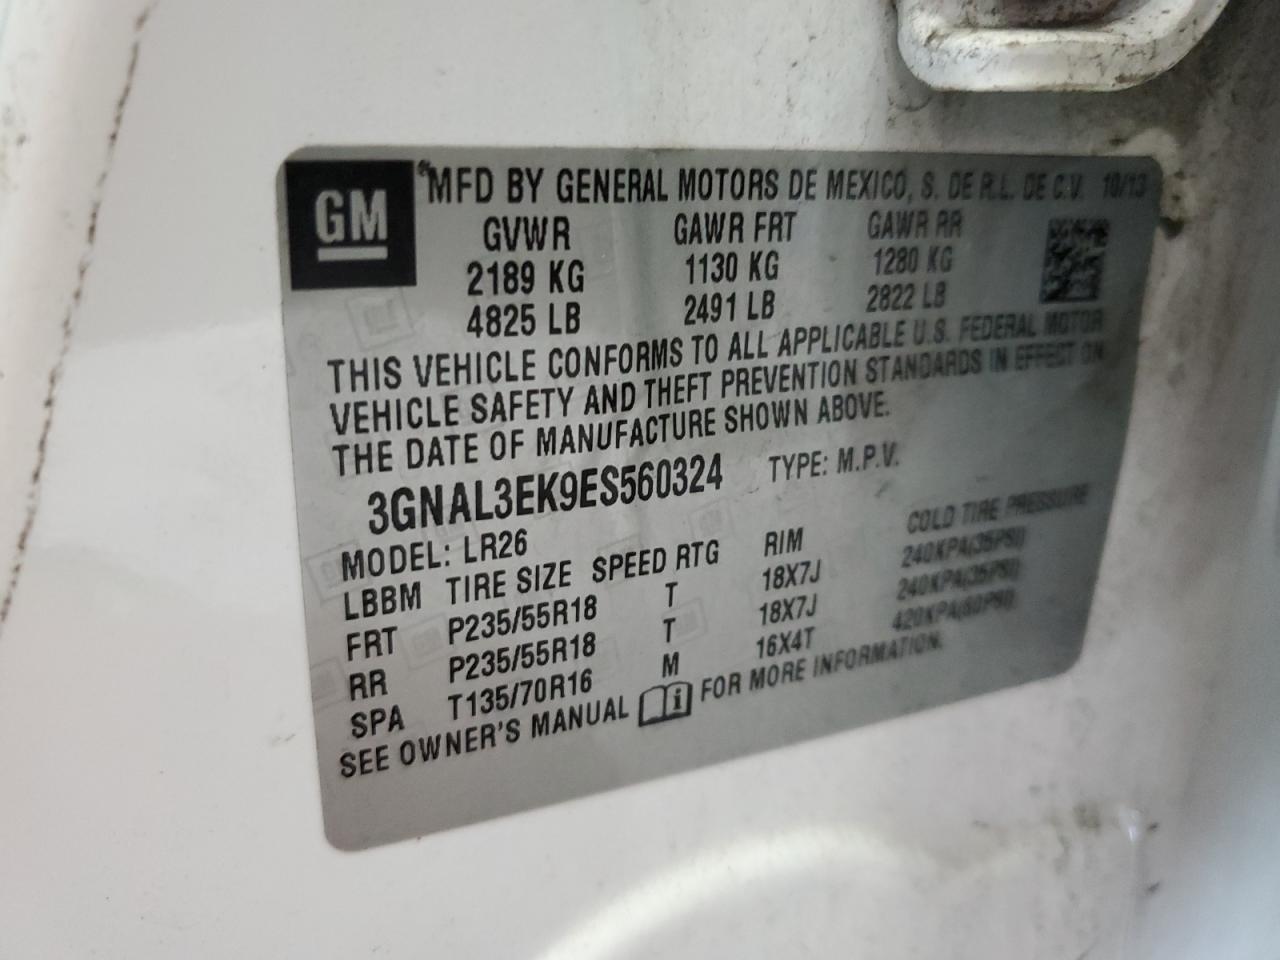 GM
MFD BY GENERAL MOTORS DE MEXICO, S. DE R.L. DE C.V. 10/13
GVWR GAWR FRT GAWR RR
2189 KG 1130 KG 1280 KG
4825 LB 2491 LB 2822 LB
THIS VEHICLE CONFORMS TO ALL APPLICABLE U.S. FEDERAL MOTOR
VEHICLE SAFETY AND THEFT PREVENTION STANDARDS IN EFFECT ON
THE DATE OF MANUFACTURE SHOWN ABOVE.
3GNAL3EK9ES560324 TYPE: M.P.V.
MODEL: LR26
LBBM TIRE SIZE SPEED RTG RIM COLD TIRE PRESSURE
FRT P235/55R18 T 18X7J 240KPA(35PSI)
RR P235/55R18 T 18X7J 240KPA(35PSI)
SPA T135/70R16 M 16X4T 420KPA(60PSI)
SEE OWNER'S MANUAL FOR MORE INFORMATION.